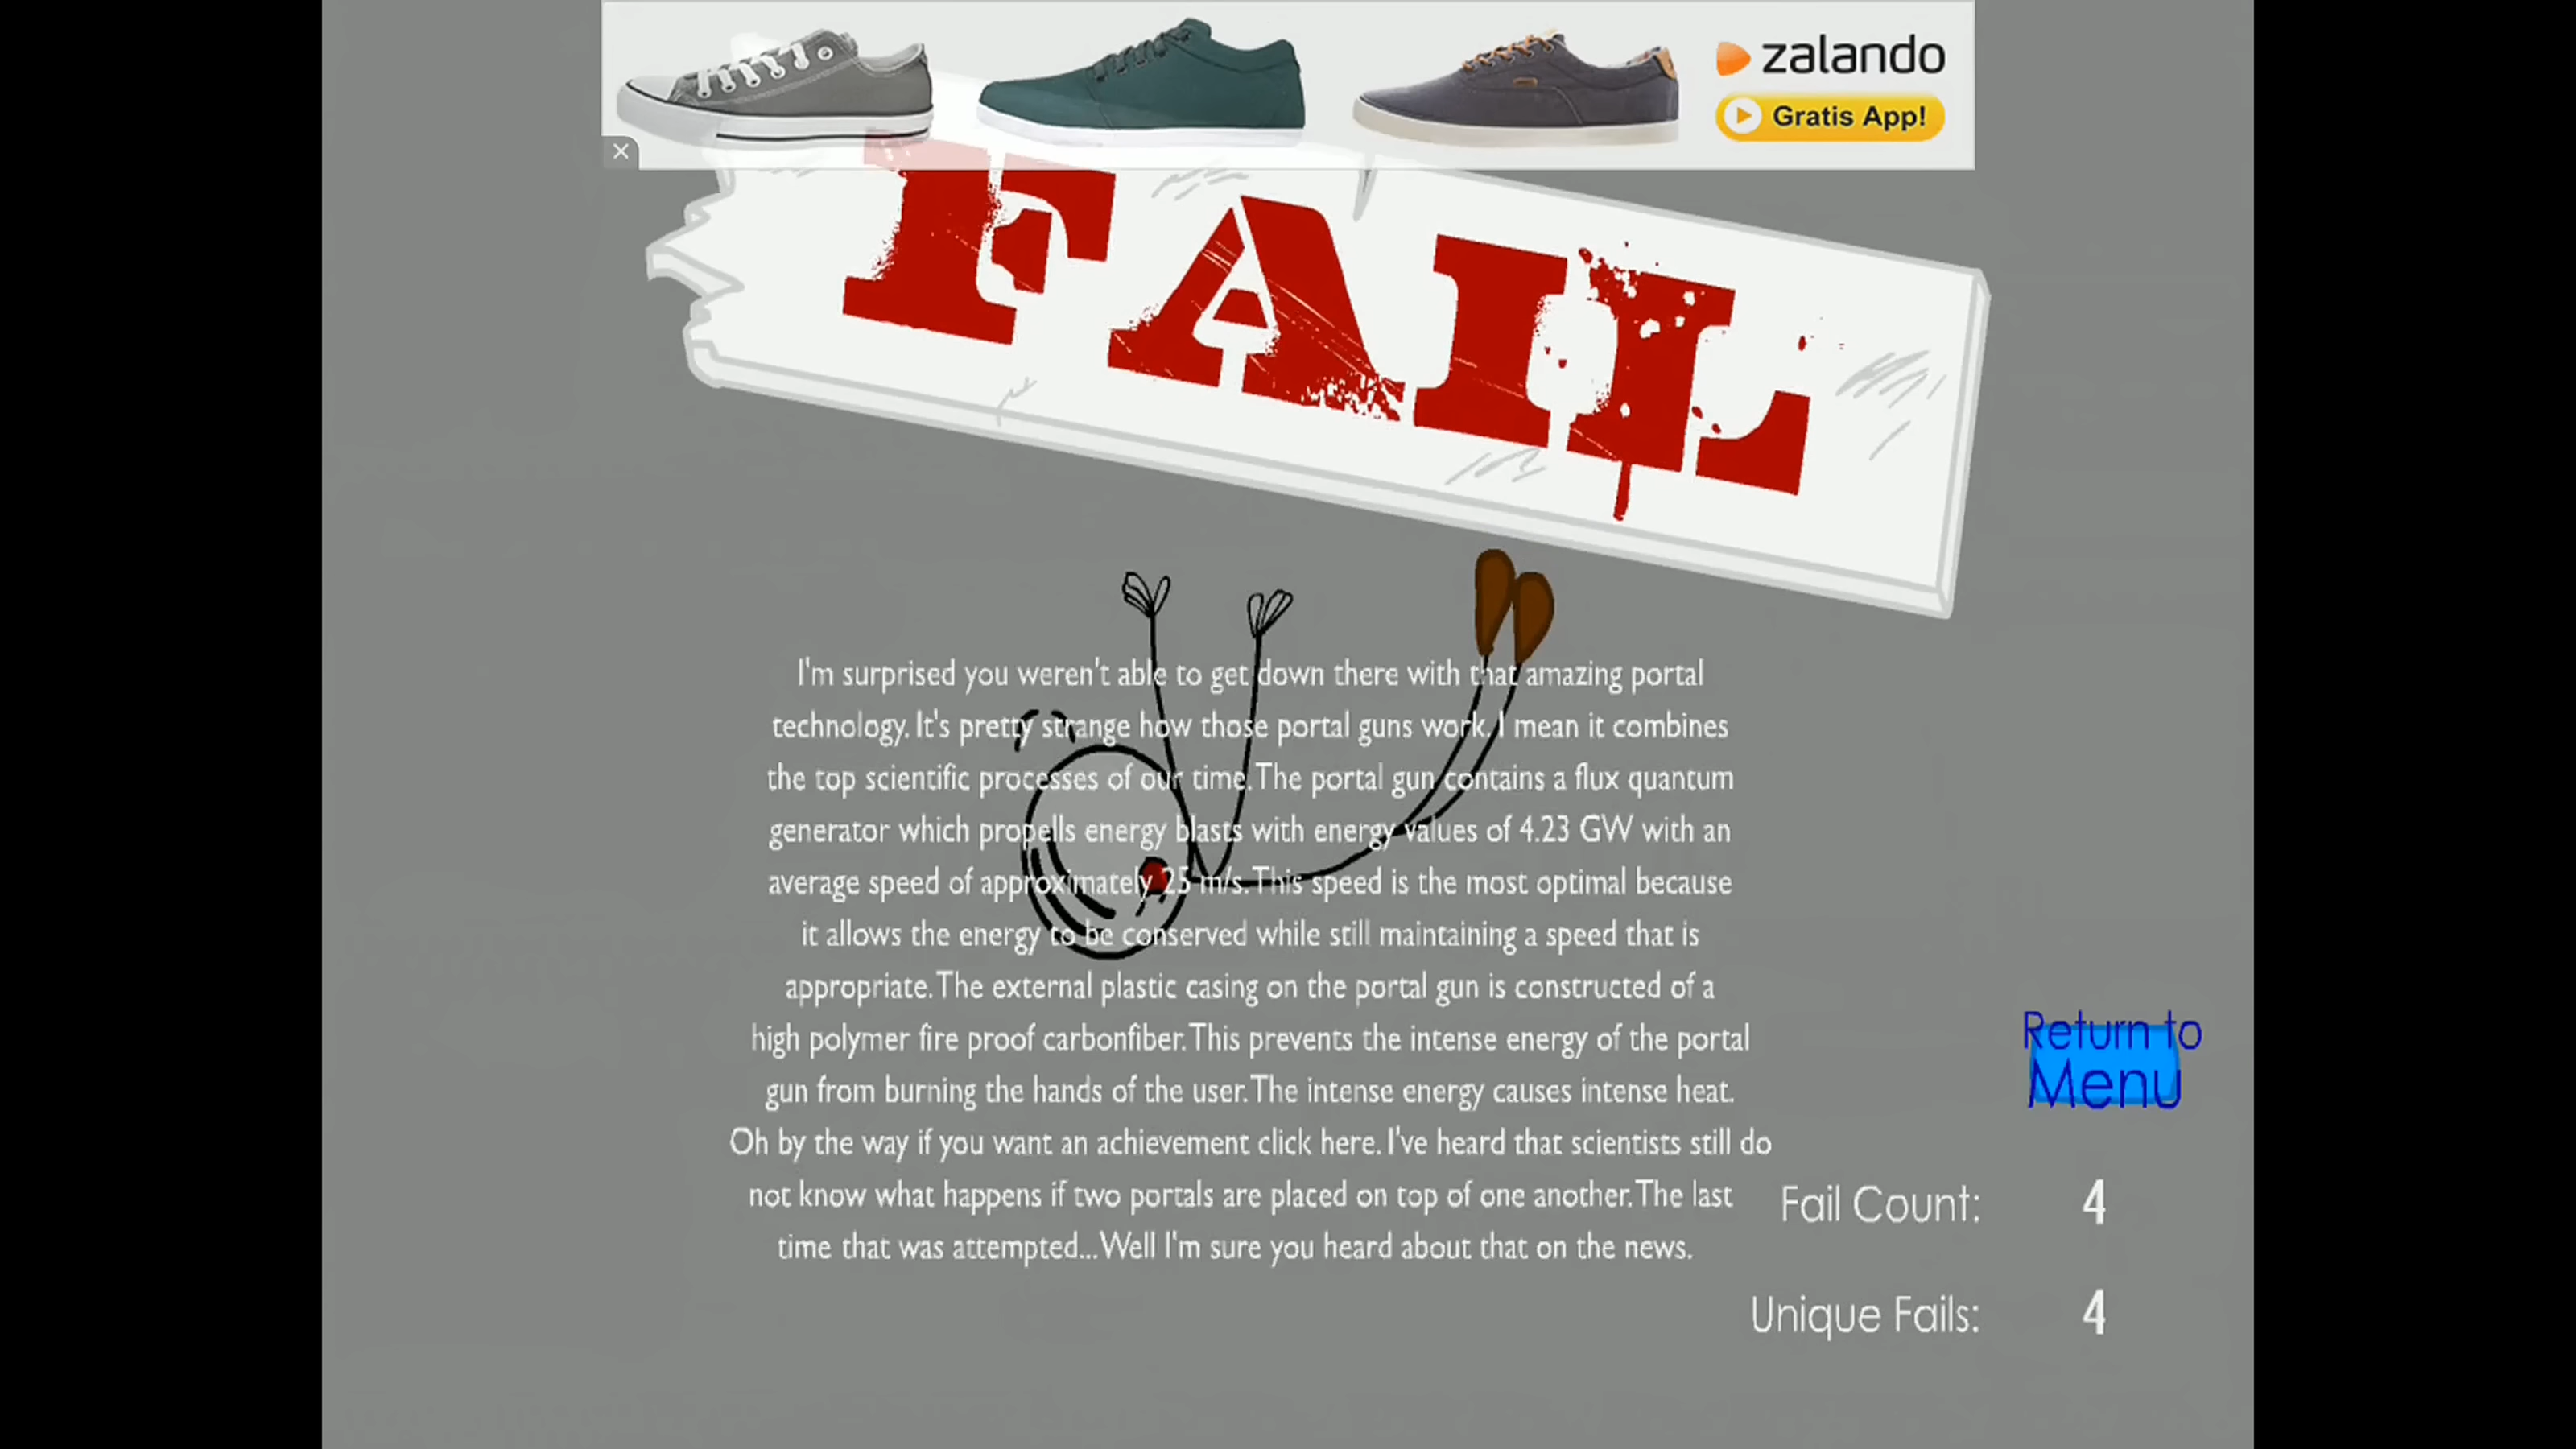 zalando
Gratis App!
FAIL
I'm surprised you weren't able to get down there with that amazing portal
technology. It's pretty strange how those portal guns work. I mean it combines
the top scientific processes of our time. The portal gun contains a flux quantum
generator which propells energy blasts with energy values of 4.23 GW with an
average speed of approximately 25 m/s. This speed is the most optimal because
it allows the energy to be conserved while still maintaining a speed that is
appropriate. The external plastic casing on the portal gun is constructed of a
high polymer fire proof carbonfiber. This prevents the intense energy of the portal
gun from burning the hands of the user. The intense energy causes intense heat.
Oh by the way if you want an achievement click here. I've heard that scientists still do
not know what happens if two portals are placed on top of one another. The last
time that was attempted... Well I'm sure you heard about that on the news.
Return to
Menu
Fail Count: 4
Unique Fails: 4